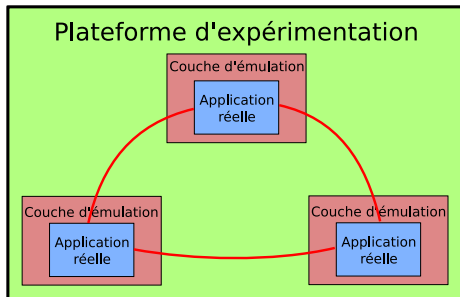 Plateforme d'expérimentation
Couche d'émulation
Application
réelle
Couche d'émulation
Application
réelle
Couche d'émulation
Application
réelle